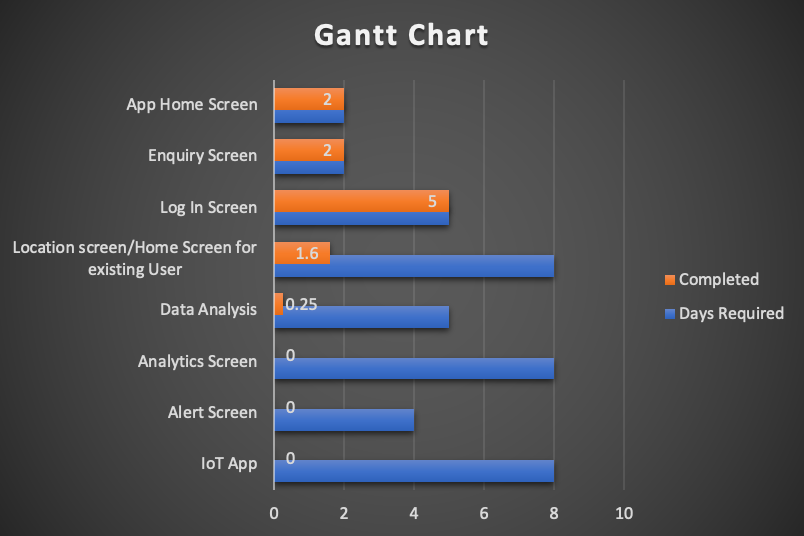 Gantt Chart
App Home Screen
2
Enquiry Screen
2
Log In Screen
5
Location screen/Home Screen for
existing User
1.6
Data Analysis
0.25
Analytics Screen
0
Alert Screen
0
IoT App
0
Completed
Days Required
0 2 4 6 8 10